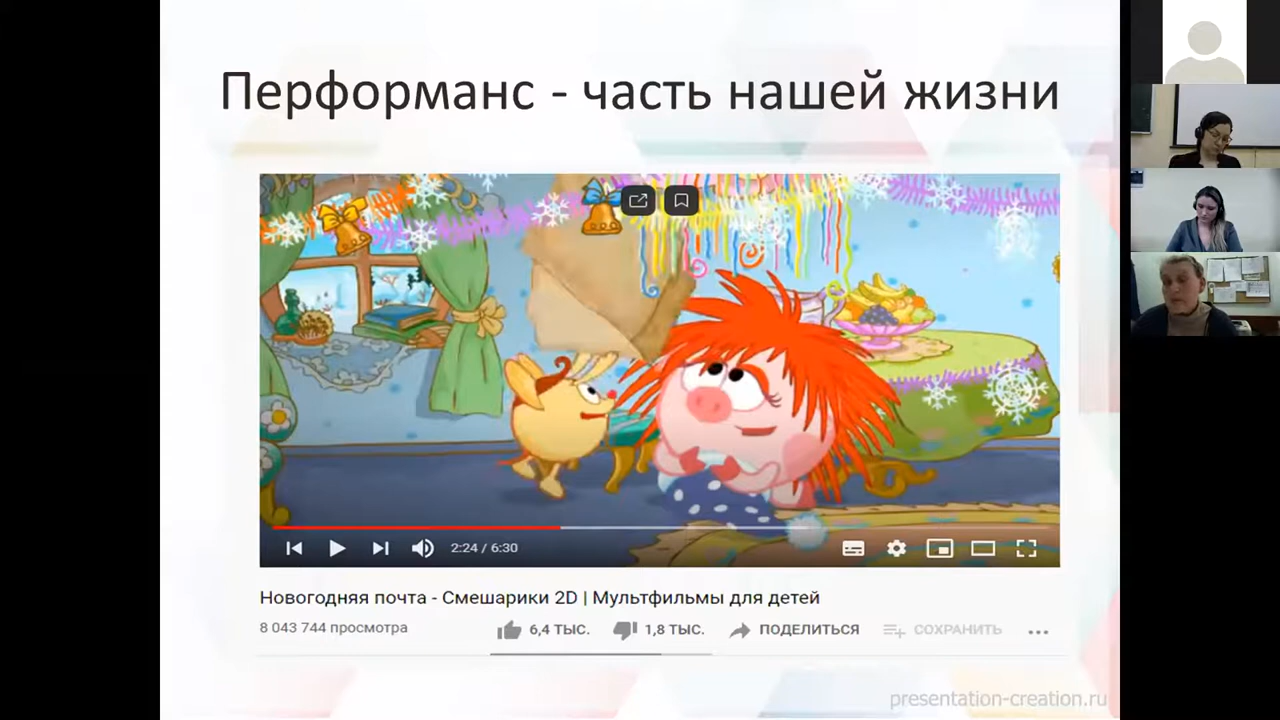 Перформанс - часть нашей жизни
2:24 / 6:30
Новогодняя почта - Смешарики 2D | Мультфильмы для детей
8 043 744 просмотра
6,4 ТЫС. 1,8 ТЫС. ПОДЕЛИТЬСЯ СОХРАНИТЬ ...
presentation-creation.ru